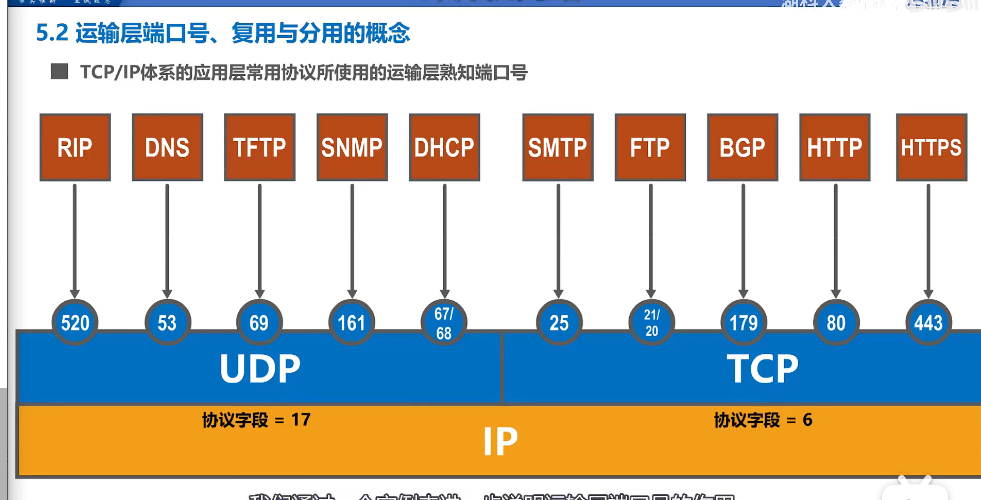 5.2 运输层端口号、复用与分用的概念
TCP/IP体系的应用层常用协议所使用的运输层熟知端口号
RIP DNS TFTP SNMP DHCP SMTP FTP BGP HTTP HTTPS
520 53 69 161 67/68 25 21/20 179 80 443
UDP TCP
协议字段 = 17 协议字段 = 6
IP